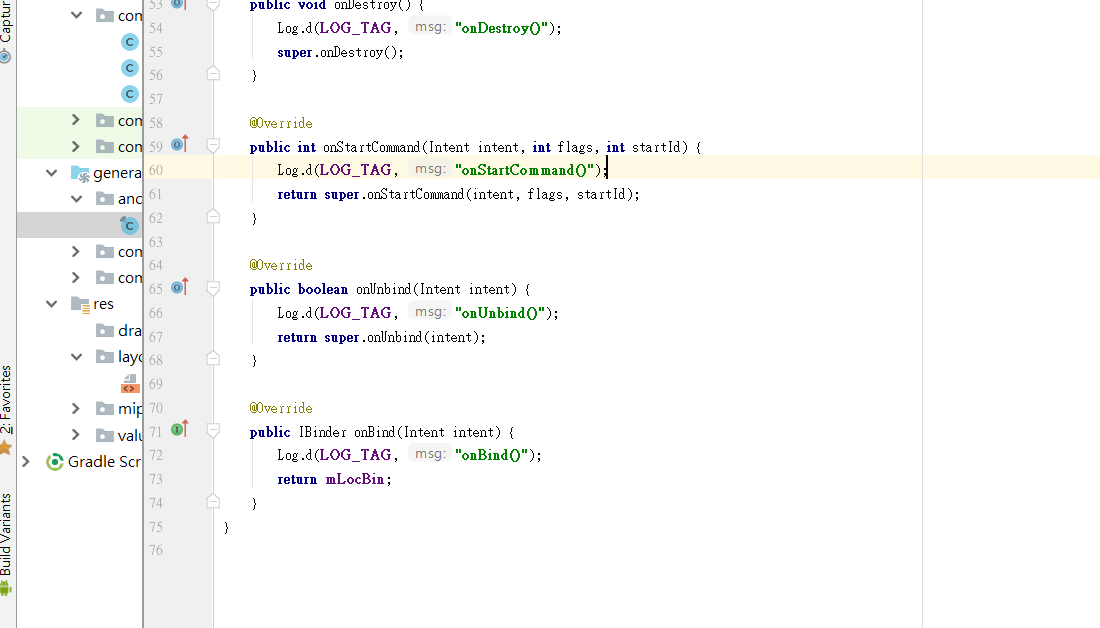 Captur
2: Favorites
Build Variants
con
C
C
C
con
con
genera
and
C
con
con
res
dra
layo
<>
mip
valu
Gradle Scr
53 public void onDestroy() {
54 Log.d(LOG_TAG, msg: "onDestroy()");
55 super.onDestroy();
56 }
57
58 @Override
59 public int onStartCommand(Intent intent, int flags, int startId) {
60 Log.d(LOG_TAG, msg: "onStartCommand()");
61 return super.onStartCommand(intent, flags, startId);
62 }
63
64 @Override
65 public boolean onUnbind(Intent intent) {
66 Log.d(LOG_TAG, msg: "onUnbind()");
67 return super.onUnbind(intent);
68 }
69
70 @Override
71 public IBinder onBind(Intent intent) {
72 Log.d(LOG_TAG, msg: "onBind()");
73 return mLocBin;
74 }
75 }
76